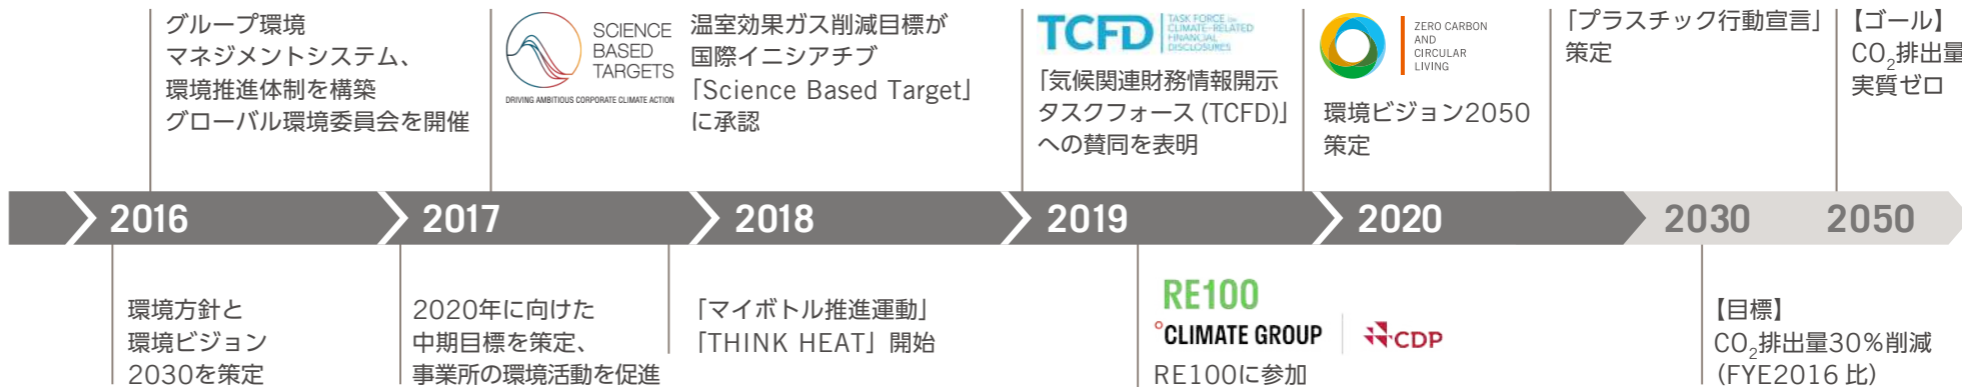 グループ環境
マネジメントシステム、
環境推進体制を構築
グローバル環境委員会を開催
SCIENCE
BASED
TARGETS
DRIVING AMBITIOUS CORPORATE CLIMATE ACTION
温室効果ガス削減目標が
国際イニシアチブ
「Science Based Target」
に承認
TCFD
TASK FORCE ON
CLIMATE-RELATED
FINANCIAL
DISCLOSURES
「気候関連財務情報開示
タスクフォース (TCFD)」
への賛同を表明
ZERO CARBON
AND
CIRCULAR
LIVING
環境ビジョン2050
策定
「プラスチック行動宣言」
策定
【ゴール】
CO₂排出量
実質ゼロ
2016
2017
2018
2019
2020
2030
2050
環境方針と
環境ビジョン
2030を策定
2020年に向けた
中期目標を策定、
事業所の環境活動を促進
「マイボトル推進運動」
「THINK HEAT」開始
RE100
°CLIMATE GROUP
CDP
RE100に参加
【目標】
CO₂排出量30％削減
（FYE2016 比）